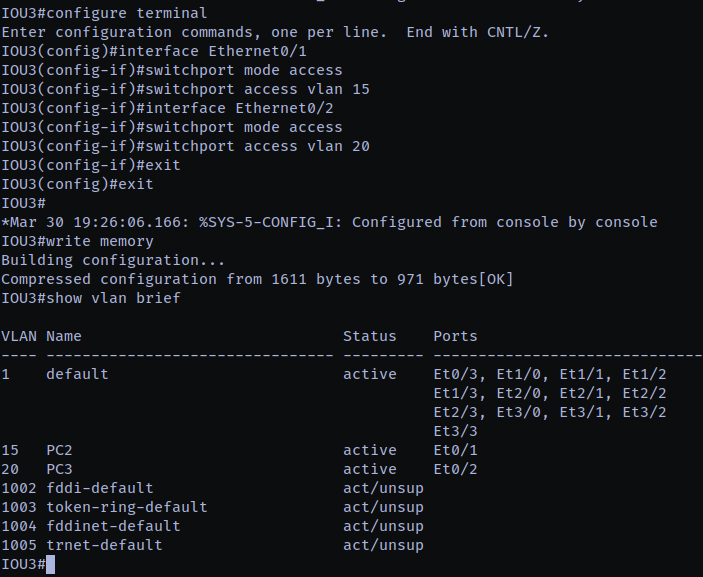 IOU3#configure terminal
Enter configuration commands, one per line.  End with CNTL/Z.
IOU3(config)#interface Ethernet0/1
IOU3(config-if)#switchport mode access
IOU3(config-if)#switchport access vlan 15
IOU3(config-if)#interface Ethernet0/2
IOU3(config-if)#switchport mode access
IOU3(config-if)#switchport access vlan 20
IOU3(config-if)#exit
IOU3(config)#exit
IOU3#
*Mar 30 19:26:06.166: %SYS-5-CONFIG_I: Configured from console by console
IOU3#write memory
Building configuration...
Compressed configuration from 1611 bytes to 971 bytes[OK]
IOU3#show vlan brief

VLAN Name                             Status    Ports
---- -------------------------------- --------- ------------------------------
1    default                          active    Et0/3, Et1/0, Et1/1, Et1/2
                                                Et1/3, Et2/0, Et2/1, Et2/2
                                                Et2/3, Et3/0, Et3/1, Et3/2
                                                Et3/3
15   PC2                              active    Et0/1
20   PC3                              active    Et0/2
1002 fddi-default                     act/unsup
1003 token-ring-default               act/unsup
1004 fddinet-default                  act/unsup
1005 trnet-default                    act/unsup
IOU3#